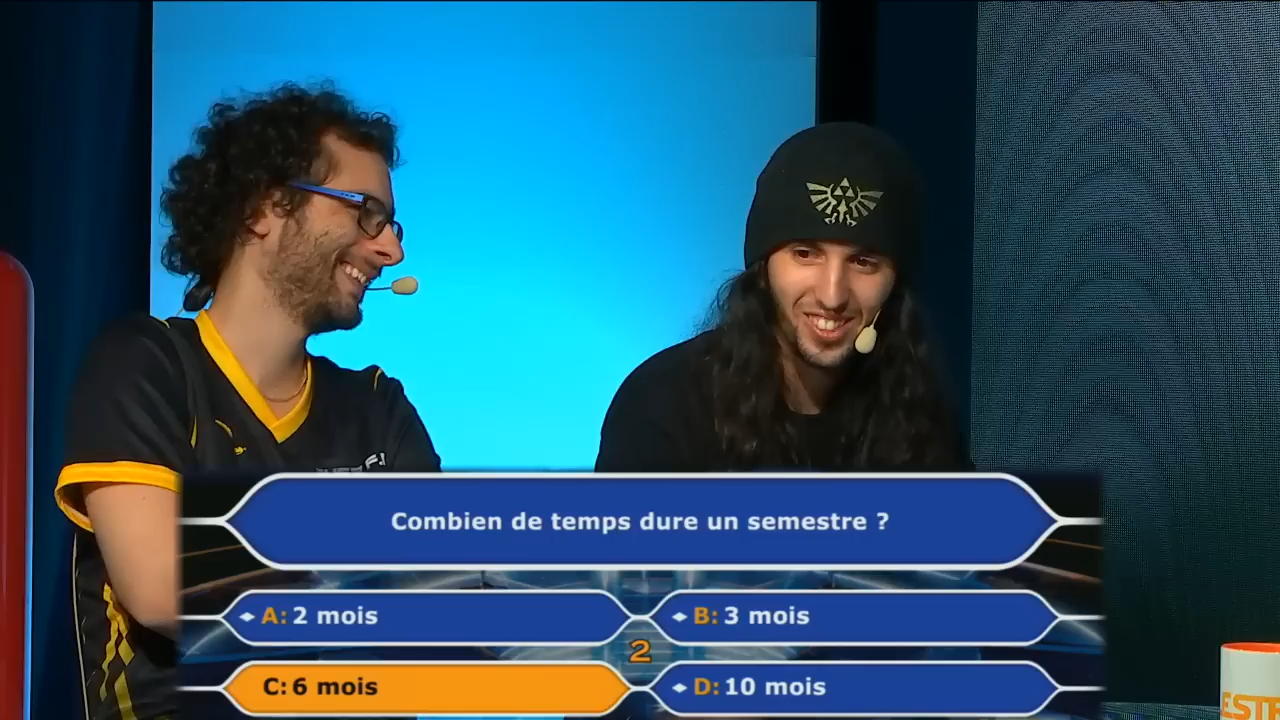 Combien de temps dure un semestre ?
A: 2 mois
B: 3 mois
2
C: 6 mois
D: 10 mois